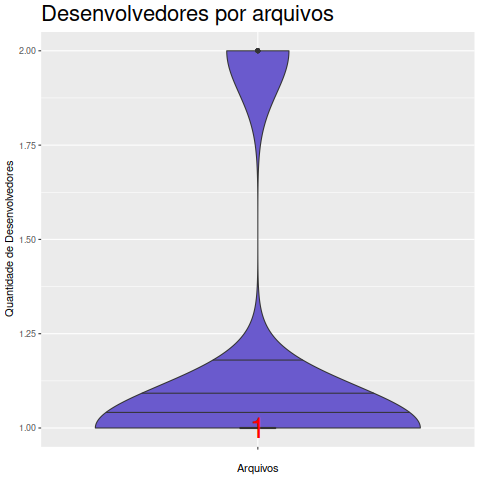 Desenvolvedores por arquivos
Quantidade de Desenvolvedores
2.00
1.75
1.50
1.25
1.00
1
Arquivos